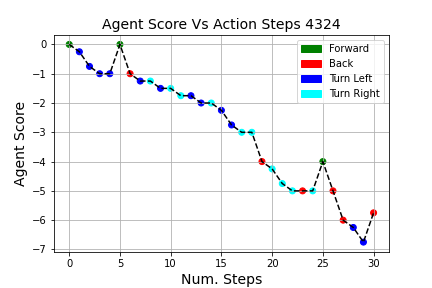 Agent Score Vs Action Steps 4324
Forward
Back
Turn Left
Turn Right
Agent Score
0
−1
−2
−3
−4
−5
−6
−7
0 5 10 15 20 25 30
Num. Steps